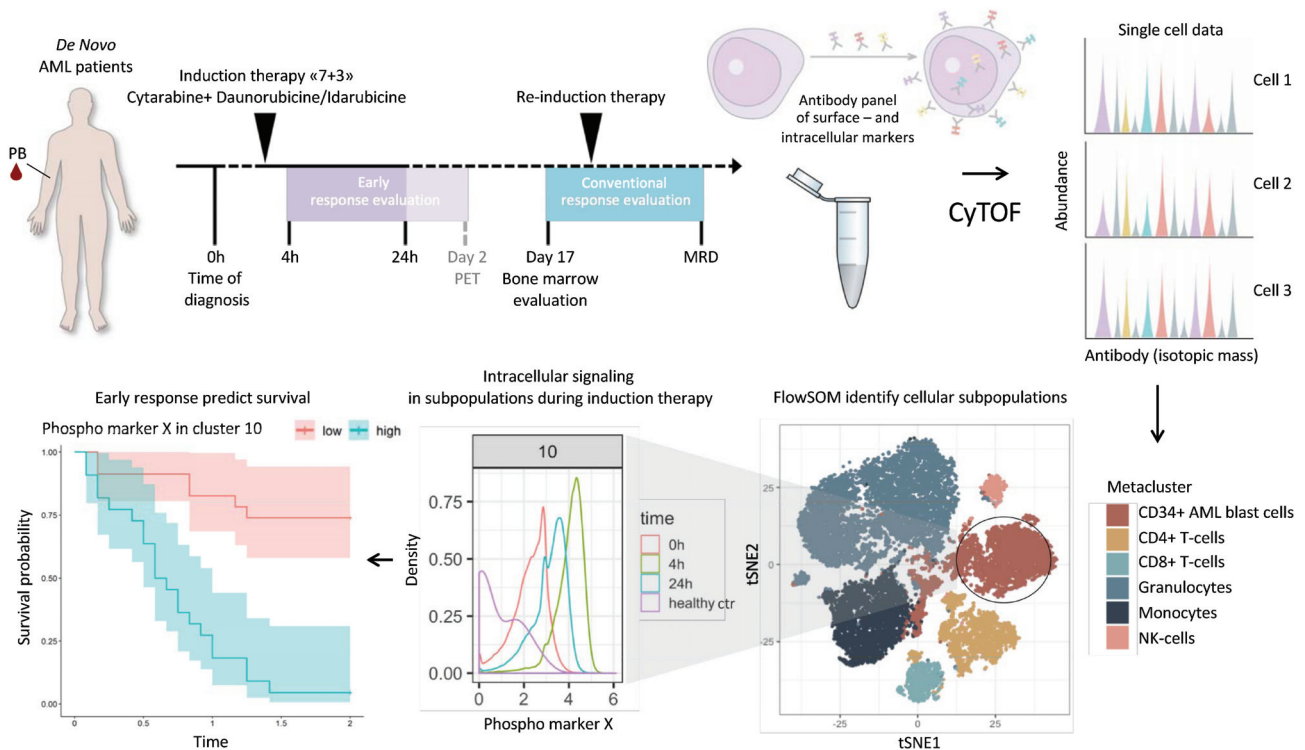 De Novo
AML patients
PB
Induction therapy «7+3»
Cytarabine+ Daunorubicine/Idarubicine
Re-induction therapy
Early
response evaluation
Conventional
response evaluation
0h
Time of
diagnosis
4h
24h
Day 2
PET
Day 17
Bone marrow
evaluation
MRD
Antibody panel
of surface – and
intracellular markers
CyTOF
Single cell data
Cell 1
Cell 2
Cell 3
Abundance
Antibody (isotopic mass)
Early response predict survival
Phospho marker X in cluster 10
low
high
Survival probability
1.00
0.75
0.50
0.25
0.00
0
0.5
1
1.5
2
Time
Intracellular signaling
in subpopulations during induction therapy
10
Density
0.75
0.50
0.25
0.00
0
2
4
6
Phospho marker X
time
0h
4h
24h
healthy ctr
FlowSOM identify cellular subpopulations
tSNE2
25
0
-25
-25
0
25
tSNE1
Metacluster
CD34+ AML blast cells
CD4+ T-cells
CD8+ T-cells
Granulocytes
Monocytes
NK-cells